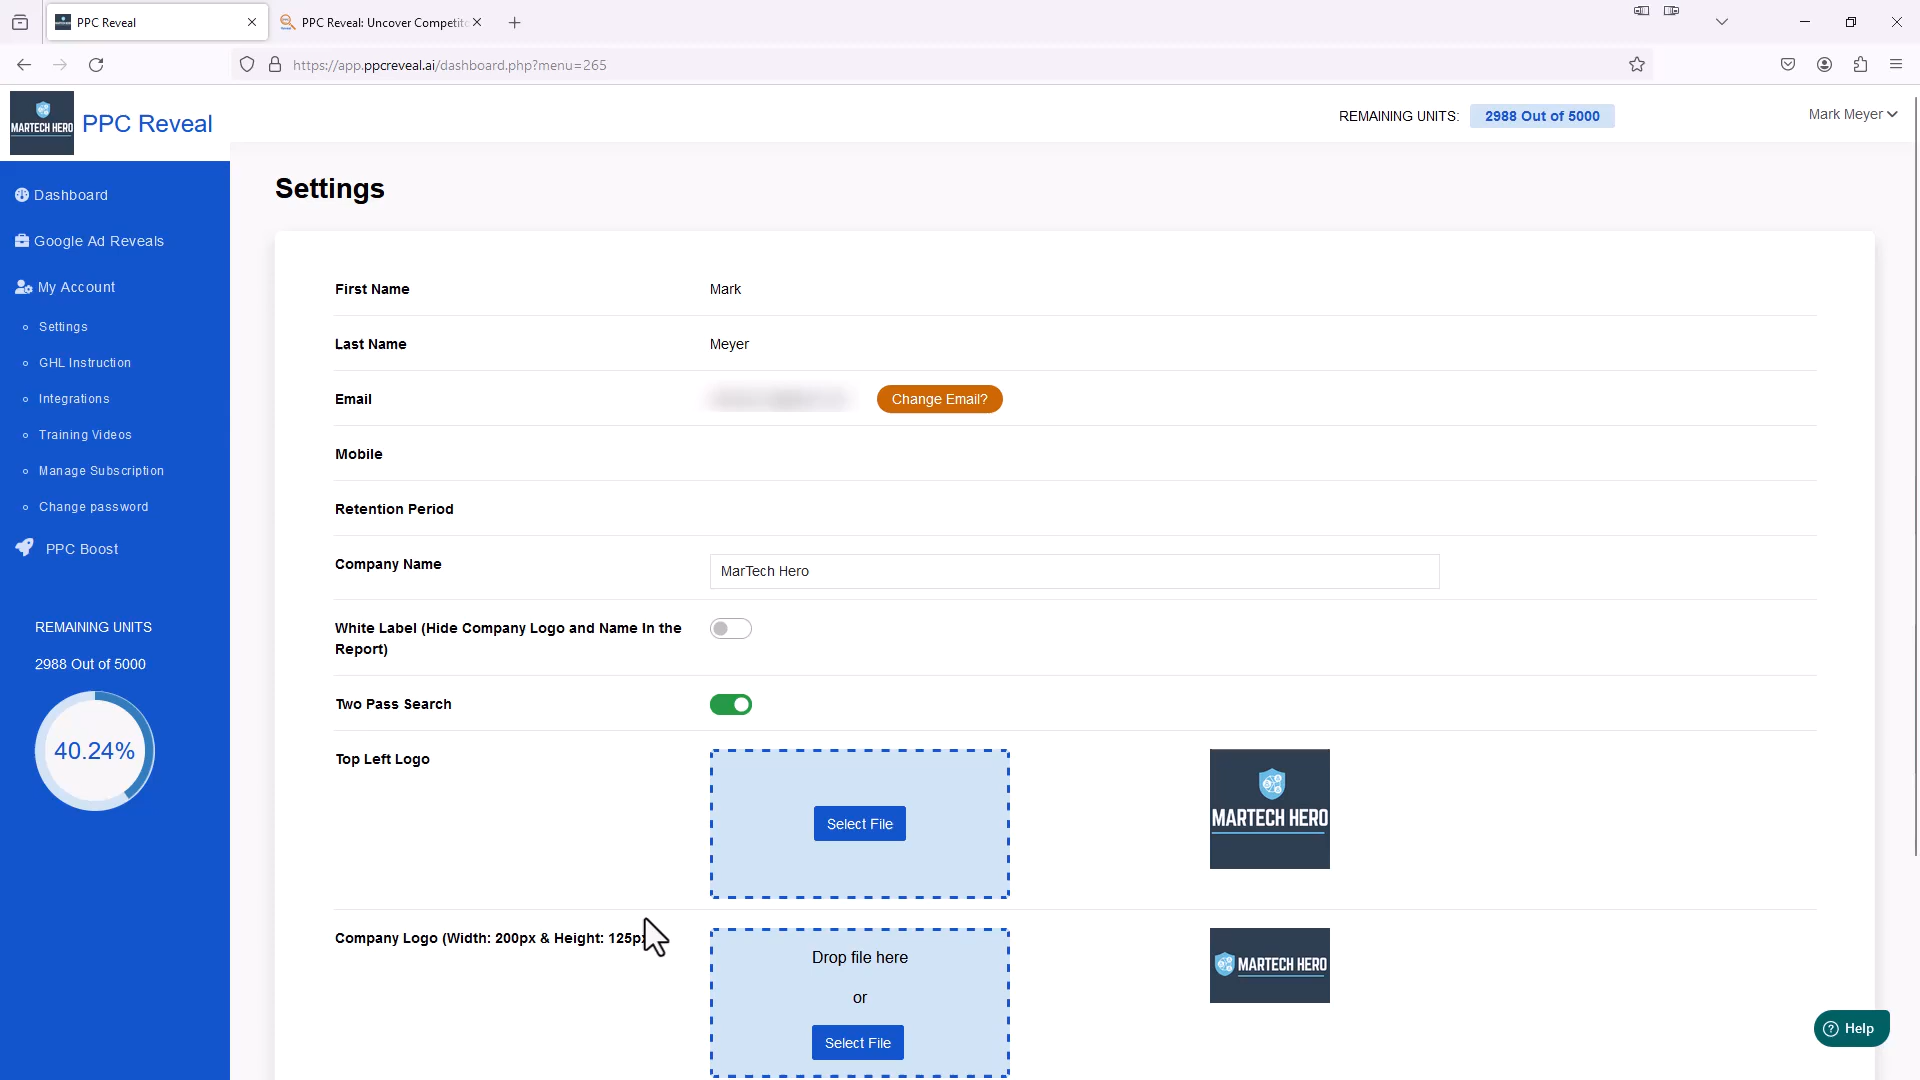 PPC Reveal
PPC Reveal: Uncover Competito
https://app.ppcreveal.ai/dashboard.php?menu=265
MARTECH HERO
PPC Reveal
REMAINING UNITS:
2988 Out of 5000
Mark Meyer
Dashboard
Google Ad Reveals
My Account
Settings
GHL Instruction
Integrations
Training Videos
Manage Subscription
Change password
PPC Boost
REMAINING UNITS
2988 Out of 5000
40.24%
Settings
First Name
Mark
Last Name
Meyer
Email
Change Email?
Mobile
Retention Period
Company Name
MarTech Hero
White Label (Hide Company Logo and Name In the
Report)
Two Pass Search
Top Left Logo
Select File
MARTECH HERO
Company Logo (Width: 200px & Height: 125px
Drop file here
or
Select File
MARTECH HERO
Help